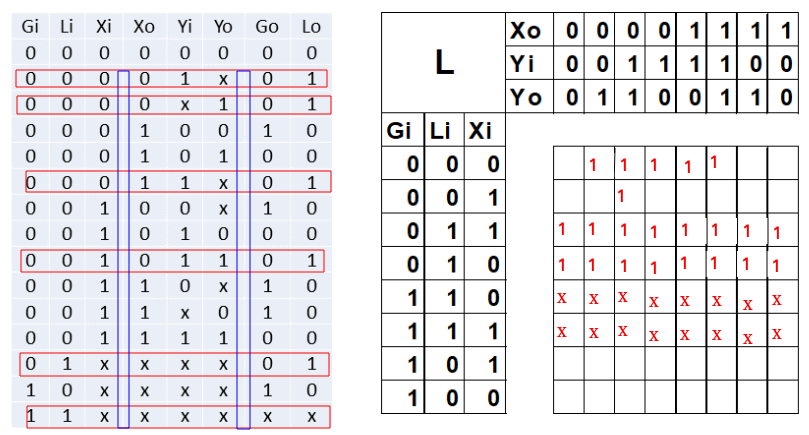 Gi Li Xi Xo Yi Yo Go Lo
0 0 0 0 0 0 0 0
0 0 0 0 1 x 0 1
0 0 0 0 x 1 0 1
0 0 0 1 0 0 1 0
0 0 0 1 0 1 0 0
0 0 0 1 1 x 0 1
0 0 1 0 0 x 1 0
0 0 1 0 1 0 0 0
0 0 1 0 1 1 0 1
0 0 1 1 0 x 1 0
0 0 1 1 x 0 1 0
0 0 1 1 1 1 0 0
0 1 x x x x 0 1
1 0 x x x x 1 0
1 1 x x x x x x
L
Xo 0 0 0 0 1 1 1 1
Yi 0 0 1 1 1 1 0 0
Yo 0 1 1 0 0 1 1 0
Gi Li Xi
0 0 0 1 1 1 1 1
0 0 1 1
0 1 1 1 1 1 1 1 1 1 1
0 1 0 1 1 1 1 1 1 1 1
1 1 0 x x x x x x x x
1 1 1 x x x x x x x x
1 0 1
1 0 0